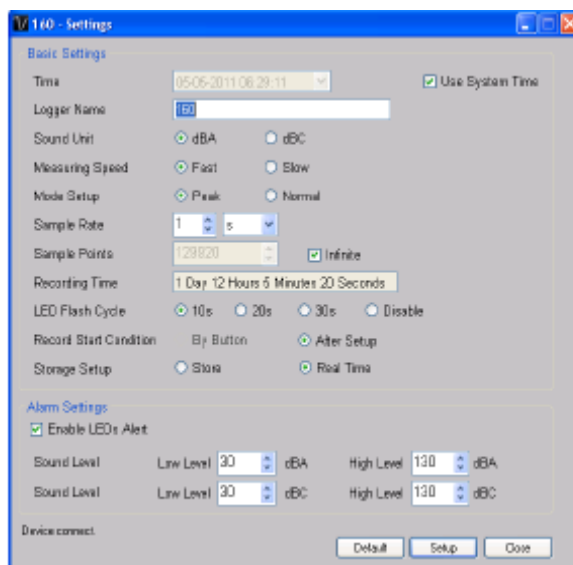 160 - Settings
Basic Settings
Time 05-05-2011 06:29:11 Use System Time
Logger Name 160
Sound Unit dBA dBC
Measuring Speed Fast Slow
Mode Setup Peak Normal
Sample Rate 1 s
Sample Points 129920 Infinite
Recording Time 1 Day 12 Hours 5 Minutes 20 Seconds
LED Flash Cycle 10s 20s 30s Disable
Record Start Condition By Button After Setup
Storage Setup Store Real Time
Alarm Settings
Enable LEDs Alert
Sound Level Low Level 30 dBA High Level 130 dBA
Sound Level Low Level 30 dBC High Level 130 dBC
Device connect.
Default Setup Close